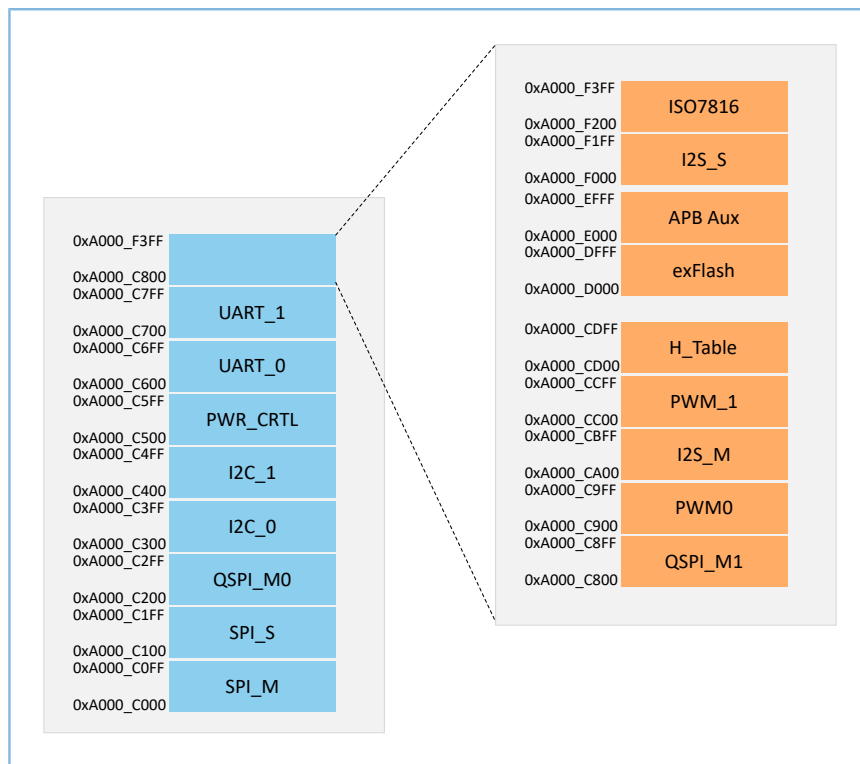 0xA000_F3FF
0xA000_C800
0xA000_C7FF
UART_1
0xA000_C700
0xA000_C6FF
UART_0
0xA000_C600
0xA000_C5FF
PWR_CRTL
0xA000_C500
0xA000_C4FF
I2C_1
0xA000_C400
0xA000_C3FF
I2C_0
0xA000_C300
0xA000_C2FF
QSPI_M0
0xA000_C200
0xA000_C1FF
SPI_S
0xA000_C100
0xA000_C0FF
SPI_M
0xA000_C000
0xA000_F3FF
ISO7816
0xA000_F200
0xA000_F1FF
I2S_S
0xA000_F000
0xA000_EFFF
APB Aux
0xA000_E000
0xA000_DFFF
exFlash
0xA000_D000
0xA000_CDFF
H_Table
0xA000_CD00
0xA000_CCFF
PWM_1
0xA000_CC00
0xA000_CBFF
I2S_M
0xA000_CA00
0xA000_C9FF
PWM0
0xA000_C900
0xA000_C8FF
QSPI_M1
0xA000_C800